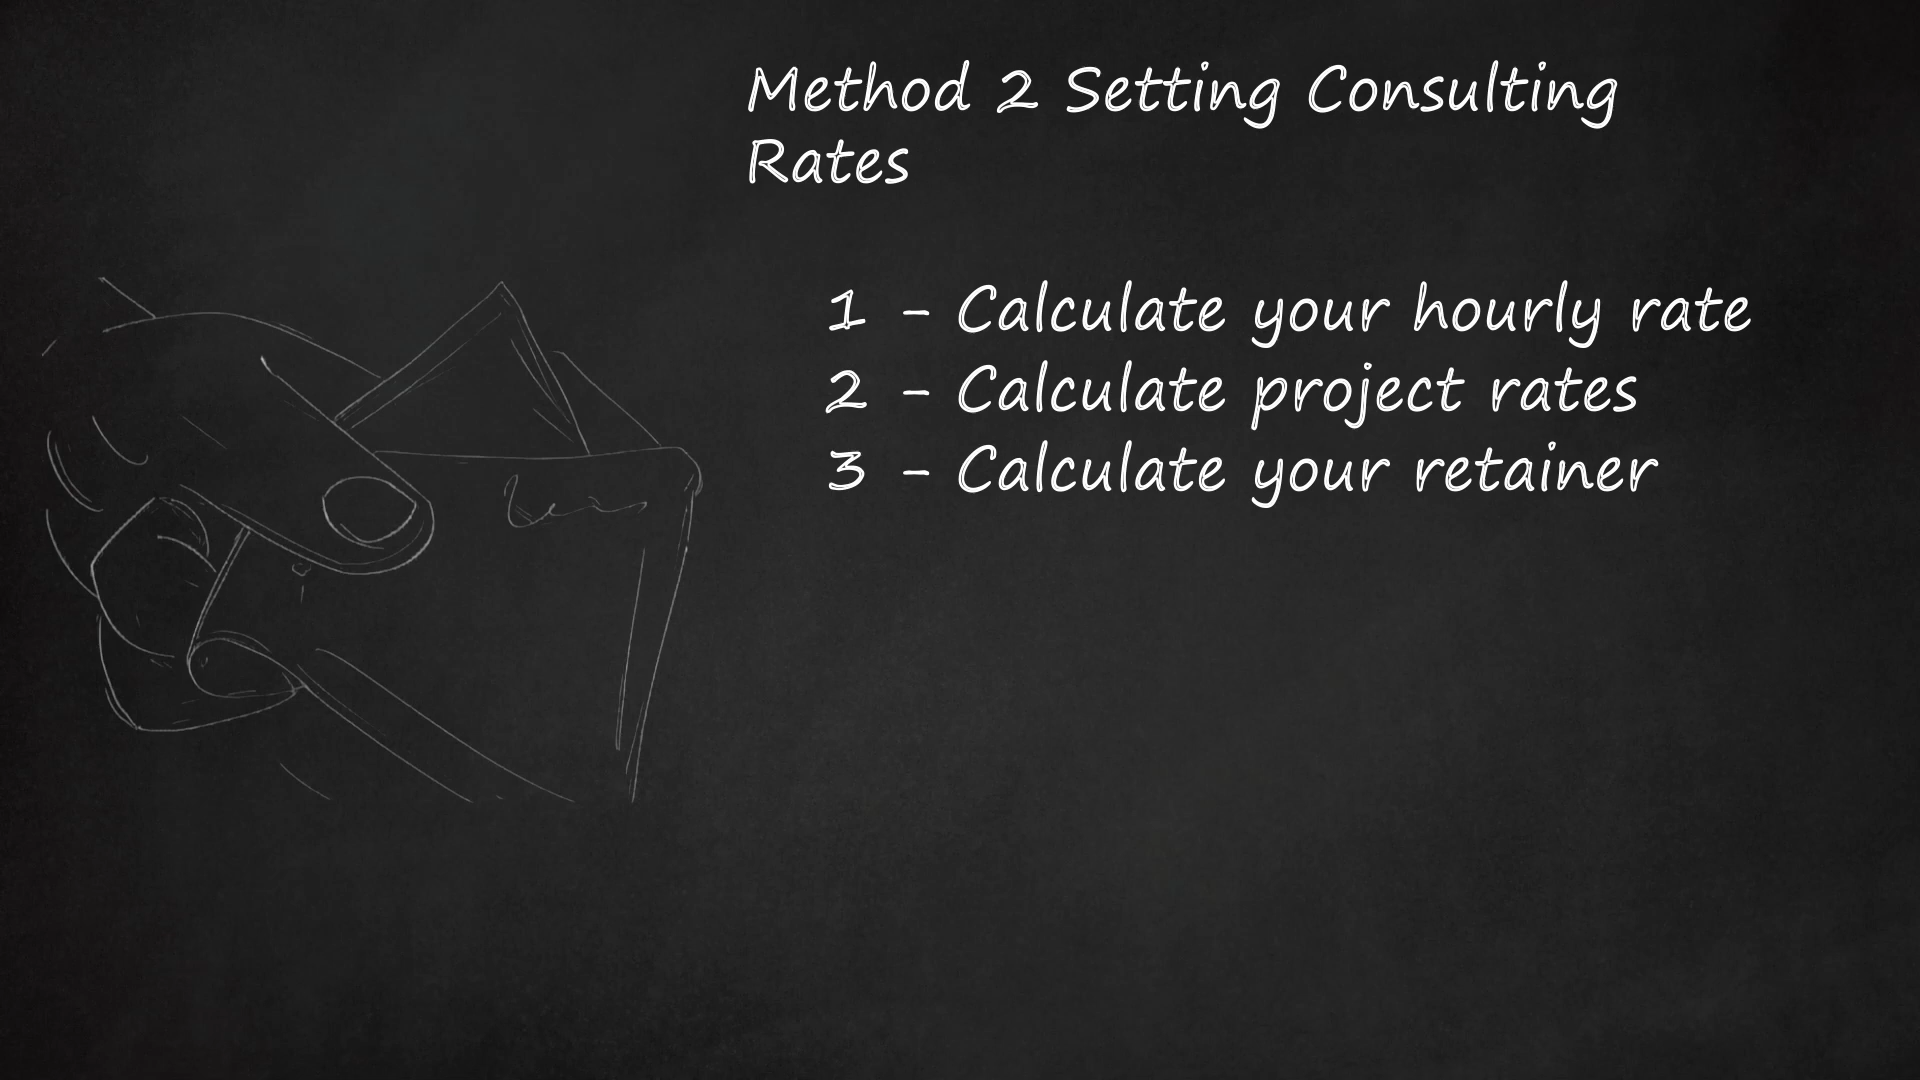 Method 2 Setting Consulting
Rates
1 - Calculate your hourly rate
2 - Calculate project rates
3 - Calculate your retainer